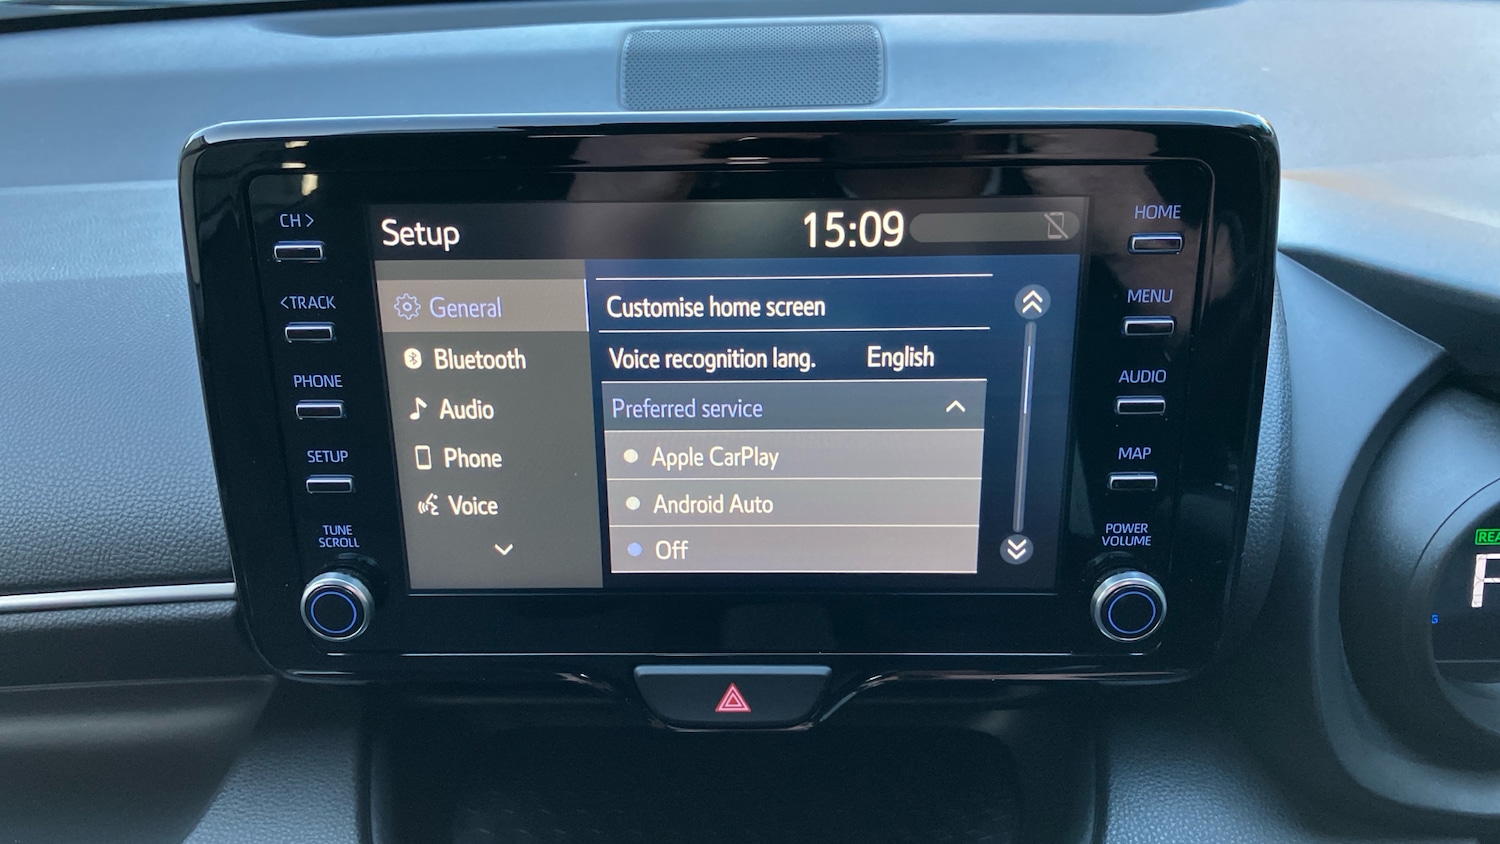 CH >
<TRACK
PHONE
SETUP
TUNE
SCROLL
Setup
15:09
General
Bluetooth
Audio
Phone
Voice
Customise home screen
Voice recognition lang. English
Preferred service
Apple CarPlay
Android Auto
Off
HOME
MENU
AUDIO
MAP
POWER
VOLUME